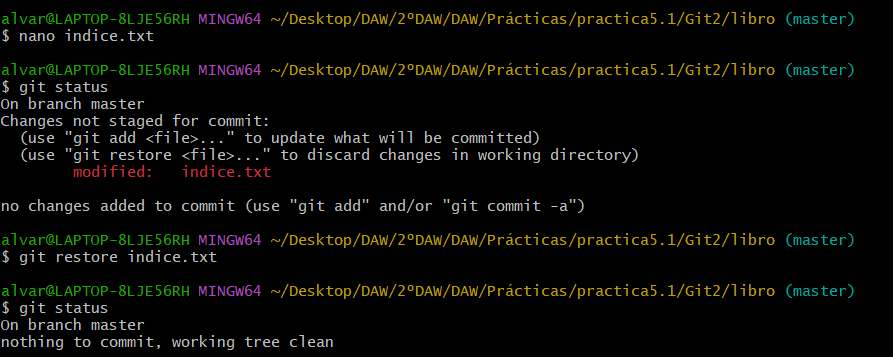 alvar@LAPTOP-8LJE56RH MINGW64 ~/Desktop/DAW/2ºDAW/DAW/Prácticas/practica5.1/Git2/libro (master)
$ nano indice.txt

alvar@LAPTOP-8LJE56RH MINGW64 ~/Desktop/DAW/2ºDAW/DAW/Prácticas/practica5.1/Git2/libro (master)
$ git status
On branch master
Changes not staged for commit:
  (use "git add <file>..." to update what will be committed)
  (use "git restore <file>..." to discard changes in working directory)
        modified:   indice.txt

no changes added to commit (use "git add" and/or "git commit -a")

alvar@LAPTOP-8LJE56RH MINGW64 ~/Desktop/DAW/2ºDAW/DAW/Prácticas/practica5.1/Git2/libro (master)
$ git restore indice.txt

alvar@LAPTOP-8LJE56RH MINGW64 ~/Desktop/DAW/2ºDAW/DAW/Prácticas/practica5.1/Git2/libro (master)
$ git status
On branch master
nothing to commit, working tree clean